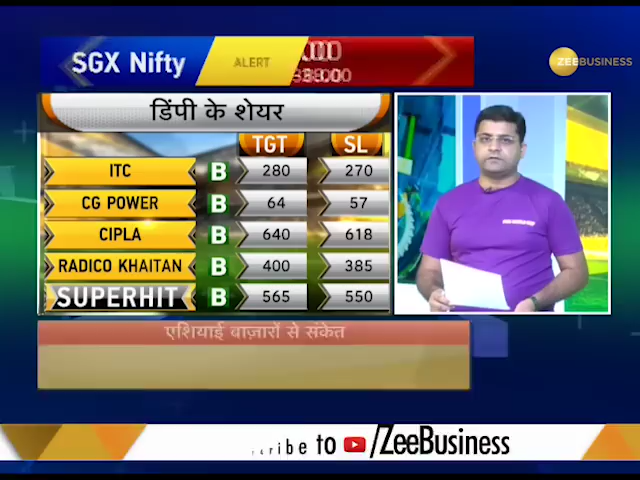 SGX Nifty
ALERT
ZEEBUSINESS
डिंपी के शेयर
TGT SL
ITC B 280 270
CG POWER B 64 57
CIPLA B 640 618
RADICO KHAITAN B 400 385
SUPERHIT B 565 550
एशियाई बाज़ारों से संकेत
to /ZeeBusiness